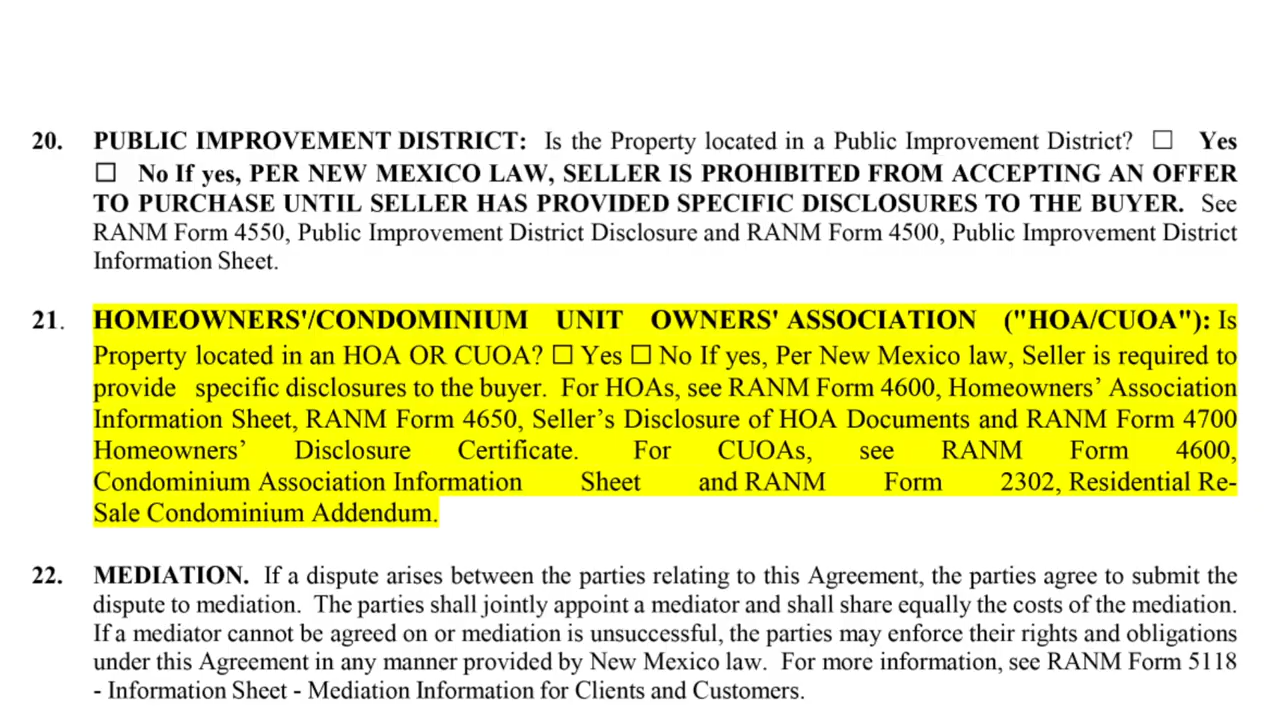 20. PUBLIC IMPROVEMENT DISTRICT: Is the Property located in a Public Improvement District? ☐ Yes
☐ No If yes, PER NEW MEXICO LAW, SELLER IS PROHIBITED FROM ACCEPTING AN OFFER
TO PURCHASE UNTIL SELLER HAS PROVIDED SPECIFIC DISCLOSURES TO THE BUYER. See
RANM Form 4550, Public Improvement District Disclosure and RANM Form 4500, Public Improvement District
Information Sheet.
21. HOMEOWNERS'/CONDOMINIUM UNIT OWNERS' ASSOCIATION ("HOA/CUOA"): Is
Property located in an HOA OR CUOA? ☐ Yes ☐ No If yes, Per New Mexico law, Seller is required to
provide specific disclosures to the buyer. For HOAs, see RANM Form 4600, Homeowners’ Association
Information Sheet, RANM Form 4650, Seller’s Disclosure of HOA Documents and RANM Form 4700
Homeowners’ Disclosure Certificate. For CUOAs, see RANM Form 4600,
Condominium Association Information Sheet and RANM Form 2302, Residential Re-
Sale Condominium Addendum.
22. MEDIATION. If a dispute arises between the parties relating to this Agreement, the parties agree to submit the
dispute to mediation. The parties shall jointly appoint a mediator and shall share equally the costs of the mediation.
If a mediator cannot be agreed on or mediation is unsuccessful, the parties may enforce their rights and obligations
under this Agreement in any manner provided by New Mexico law. For more information, see RANM Form 5118
- Information Sheet - Mediation Information for Clients and Customers.